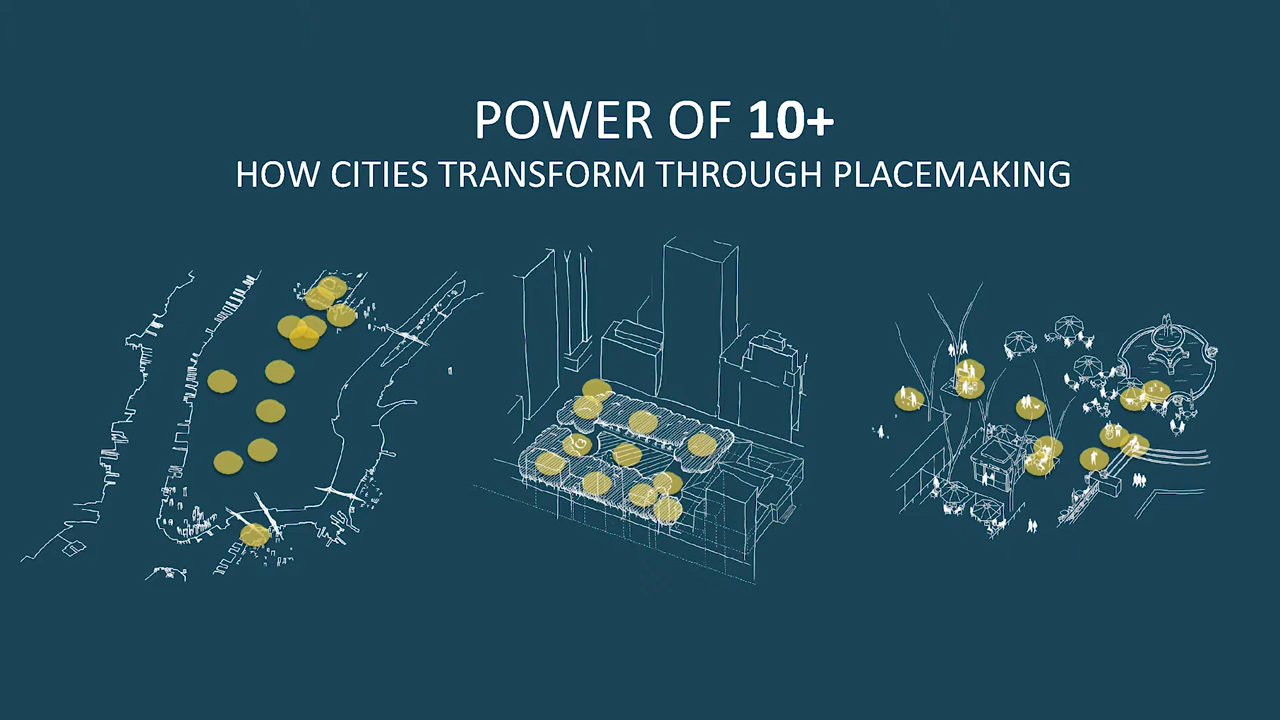 POWER OF 10+
HOW CITIES TRANSFORM THROUGH PLACEMAKING